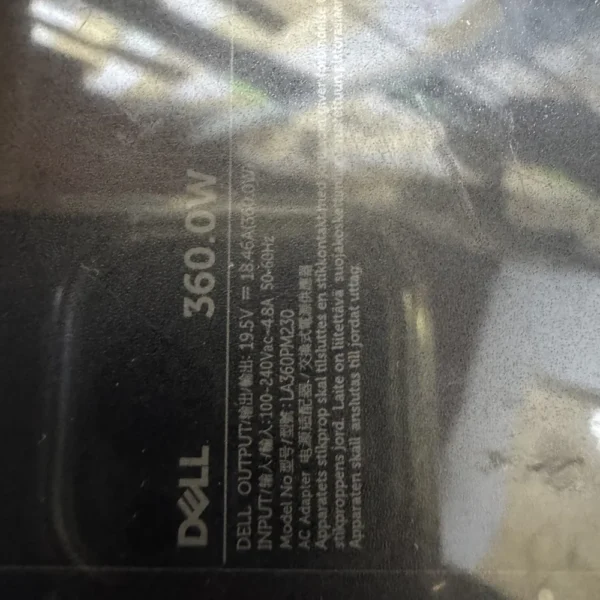 DELL 360.0W
DELL OUTPUT/输出/輸出: 19.5V ⎓ 18.46A(360.0W)
INPUT/输入/輸入:100-240Vac~4.8A 50-60Hz
Model No 型号/型號: LA360PM230
AC Adapter 电源适配器/交換式電源供應器
Apparatets stikprop skal tilsluttes en stikkontakt med
stikproppens jord. Laite on liitettävä suojakosketin
Apparaten skall anslutas till jordat uttag.